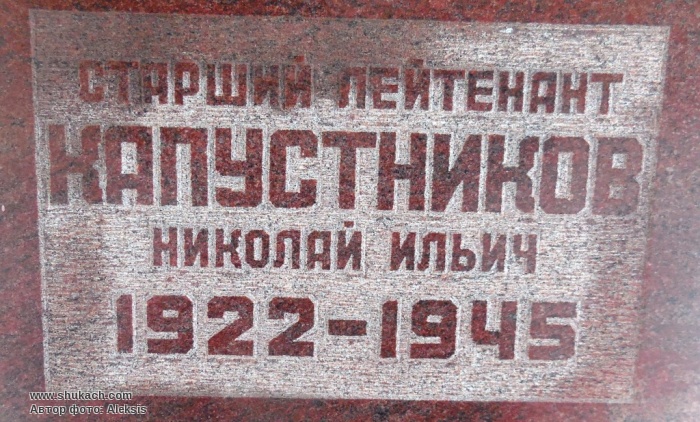 СТАРШИЙ ЛЕЙТЕНАНТ
КАПУСТНИКОВ
НИКОЛАЙ ИЛЬИЧ
1922-1945
www.shukach.com
Автор фото: Aleksis